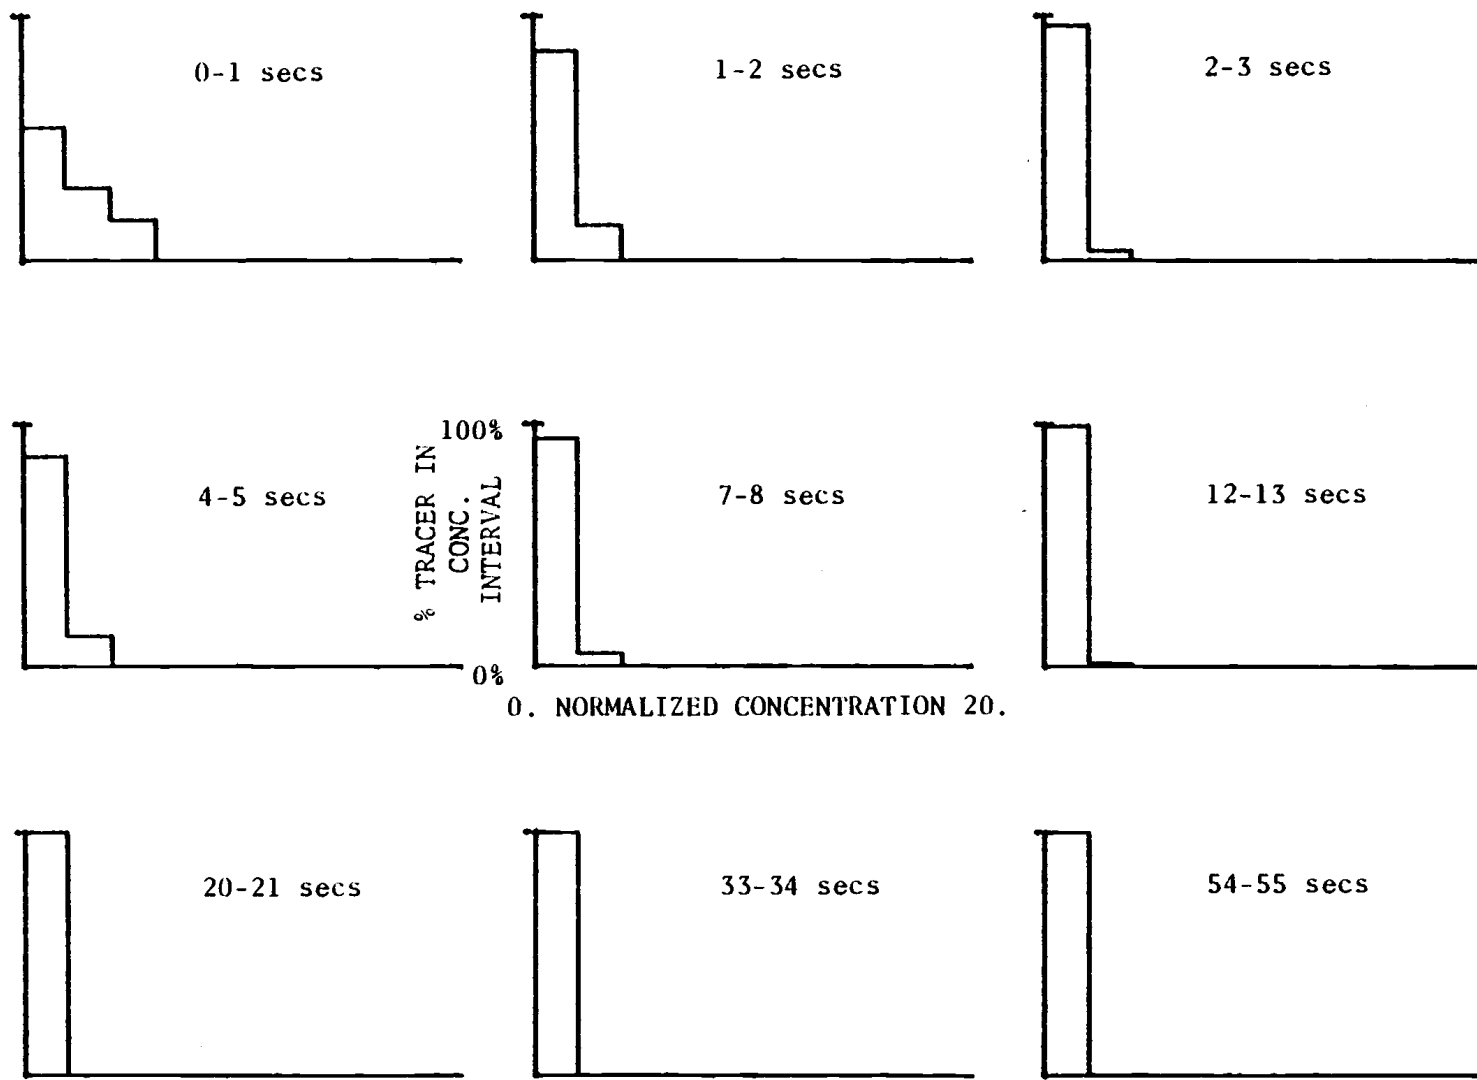 0-1 secs
1-2 secs
2-3 secs
4-5 secs
% TRACER IN
CONC.
INTERVAL
100%
0%
7-8 secs
12-13 secs
0. NORMALIZED CONCENTRATION 20.
20-21 secs
33-34 secs
54-55 secs